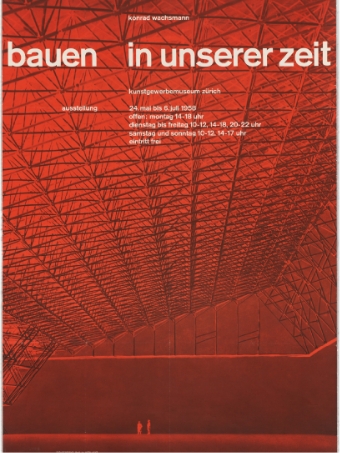 konrad wachsmann
bauen in unserer zeit
kunstgewerbemuseum zürich
ausstellung 24. mai bis 6. juli 1958
offen: montag 14-18 uhr
dienstag bis freitag 10-12, 14-18, 20-22 uhr
samstag und sonntag 10-12, 14-17 uhr
eintritt frei